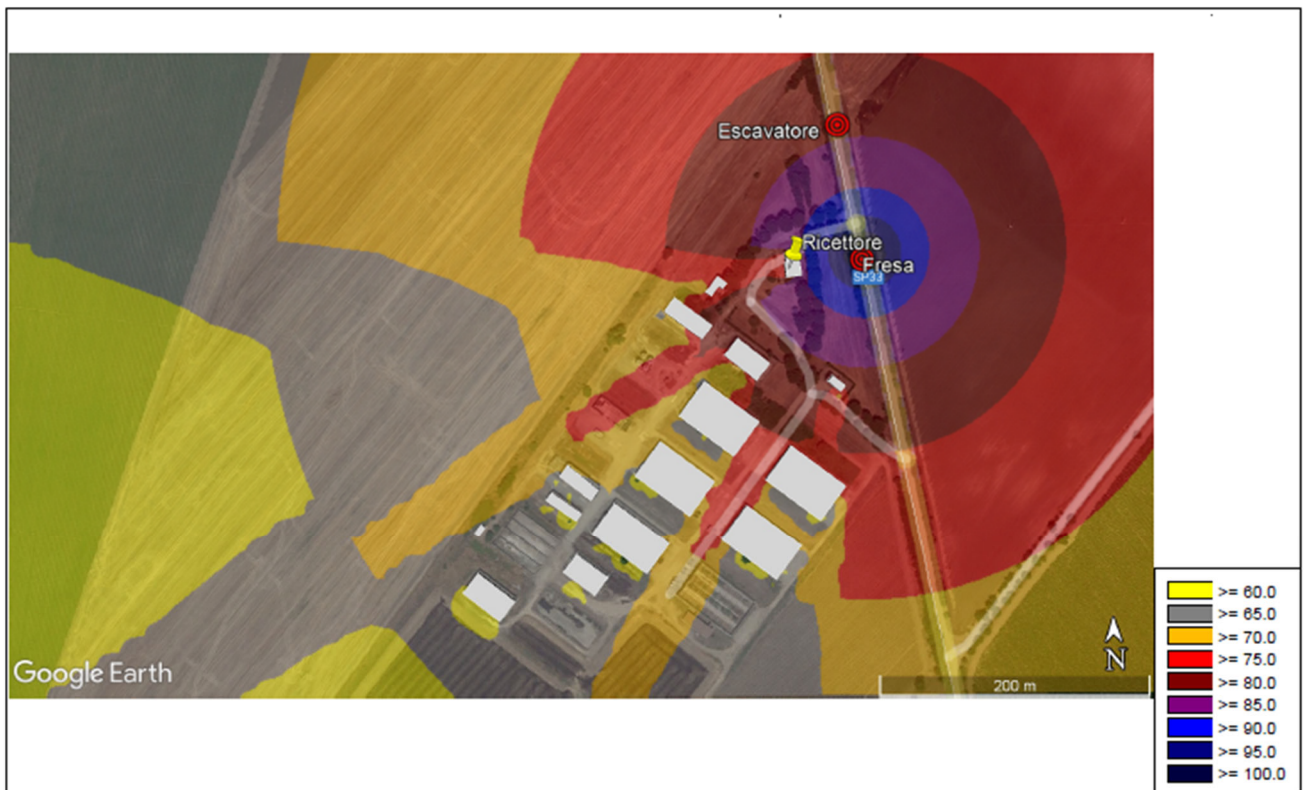 Escavatore
Ricettore
Fresa
SP33
Google Earth
N
200 m
>= 60.0
>= 65.0
>= 70.0
>= 75.0
>= 80.0
>= 85.0
>= 90.0
>= 95.0
>= 100.0